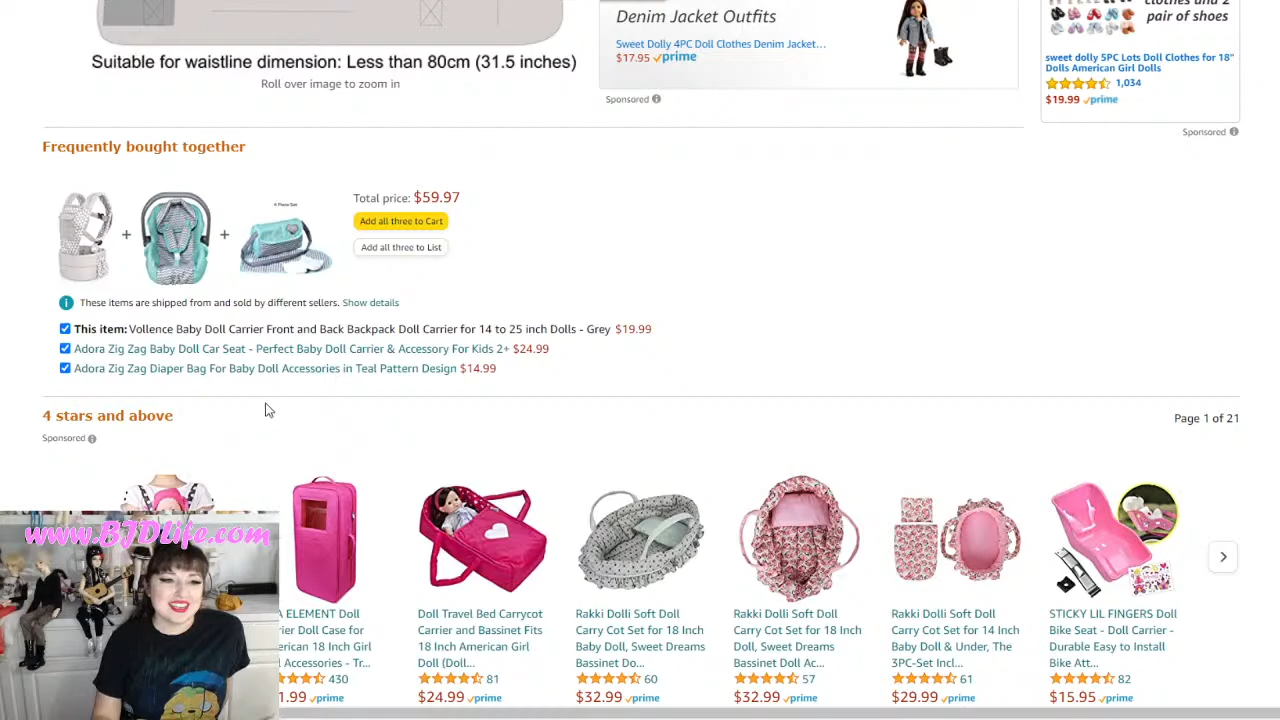 Suitable for waistline dimension: Less than 80cm (31.5 inches)
Roll over image to zoom in
Denim Jacket Outfits
Sweet Dolly 4PC Doll Clothes Denim Jacket...
$17.95 prime
Sponsored
clothes and 2
pair of shoes
sweet dolly 5PC Lots Doll Clothes for 18"
Dolls American Girl Dolls
1,034
$19.99 prime
Sponsored
Frequently bought together
4 Piece Set
Total price: $59.97
Add all three to Cart
Add all three to List
These items are shipped from and sold by different sellers. Show details
This item: Vollence Baby Doll Carrier Front and Back Backpack Doll Carrier for 14 to 25 inch Dolls - Grey $19.99
Adora Zig Zag Baby Doll Car Seat - Perfect Baby Doll Carrier & Accessory For Kids 2+ $24.99
Adora Zig Zag Diaper Bag For Baby Doll Accessories in Teal Pattern Design $14.99
4 stars and above
Page 1 of 21
Sponsored
www.BJDLife.com
A ELEMENT Doll
rier Doll Case for
erican 18 Inch Girl
l Accessories - Tr...
430
1.99 prime
Doll Travel Bed Carrycot
Carrier and Bassinet Fits
18 Inch American Girl
Doll (Doll...
81
$24.99 prime
Rakki Dolli Soft Doll
Carry Cot Set for 18 Inch
Baby Doll, Sweet Dreams
Bassinet Do...
60
$32.99 prime
Rakki Dolli Soft Doll
Carry Cot Set for 18 Inch
Doll, Sweet Dreams
Bassinet Doll Ac...
57
$32.99 prime
Rakki Dolli Soft Doll
Carry Cot Set for 14 Inch
Baby Doll & Under, The
3PC-Set Incl...
61
$29.99 prime
STICKY LIL FINGERS Doll
Bike Seat - Doll Carrier -
Durable Easy to Install
Bike Att...
82
$15.95 prime